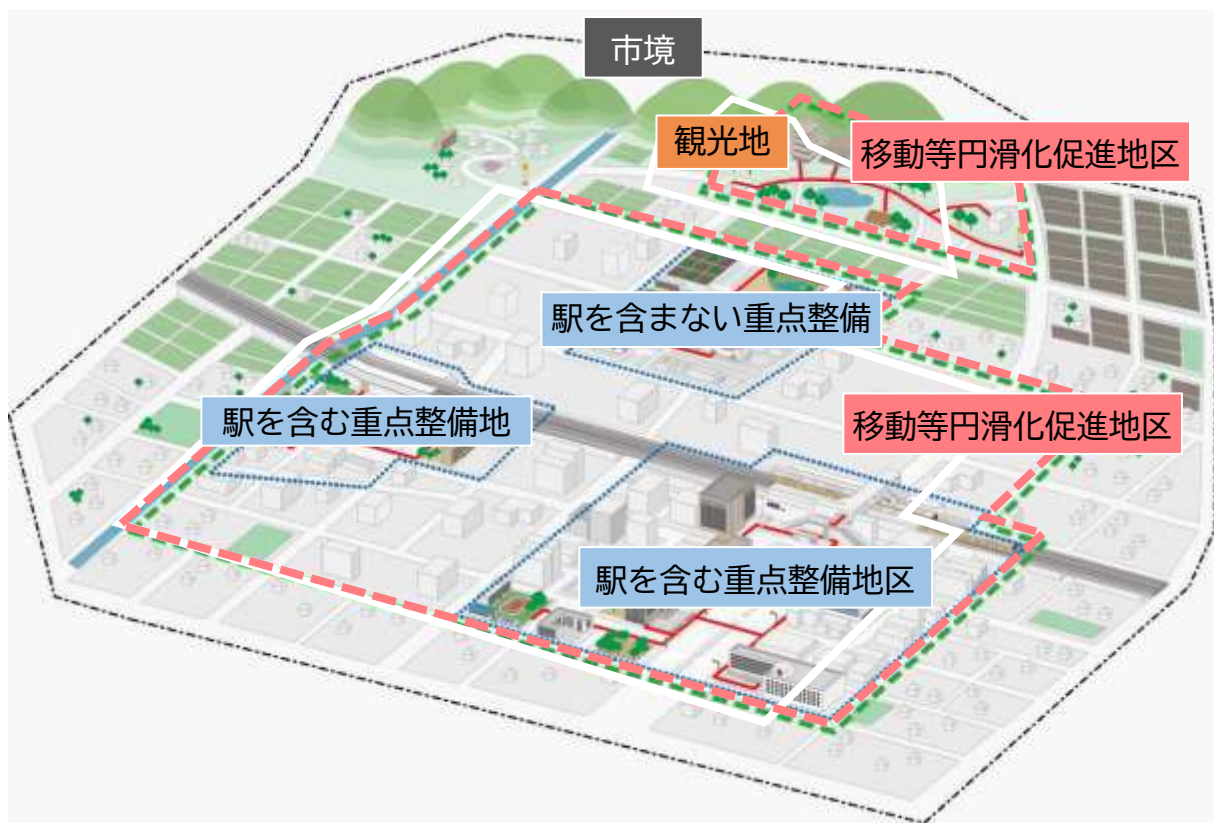 市境
観光地
移動等円滑化促進地区
駅を含まない重点整備
駅を含む重点整備地
移動等円滑化促進地区
駅を含む重点整備地区